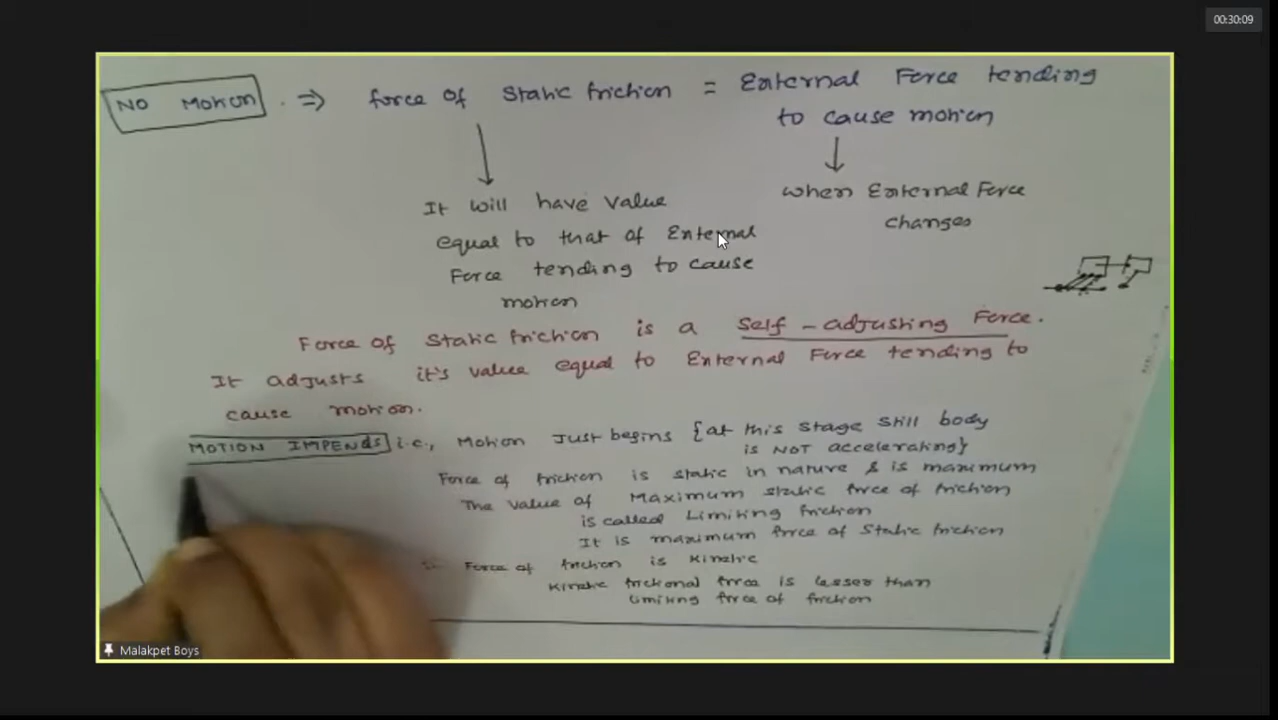 00:30:09
NO Motion. ⇒ force of Static friction = External Force tending
to cause motion
↓ ↓
It will have value
when External Force
equal to that of External
changes
Force tending to cause
motion
Force of Static friction is a Self - adjusting Force.
It adjusts it's value equal to External Force tending to
cause motion.
MOTION IMPENds i.e., Motion Just begins {at this stage still body
is NOT accelerating}
Force of friction is static in nature & is maximum
The value of Maximum static force of friction
is called Limiting friction
It is maximum force of Static friction
Force of friction is Kinetic
Kinetic frictional force is lesser than
limiting force of friction
Malakpet Boys